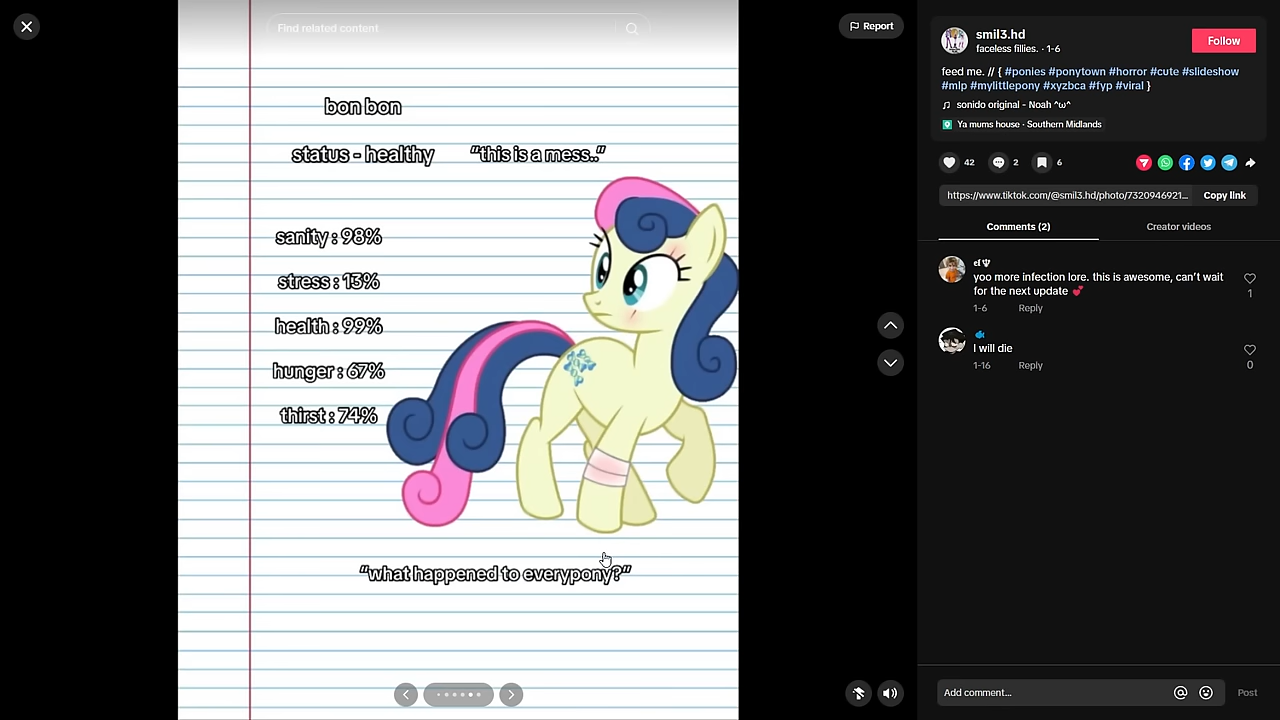 Find related content
Report
bon bon
status - healthy
"this is a mess.."
sanity : 98%
stress : 13%
health : 99%
hunger : 67%
thirst : 74%
"what happened to everypony?"
smil3.hd
faceless fillies. · 1-6
Follow
feed me. // { #ponies #ponytown #horror #cute #slideshow
#mlp #mylittlepony #xyzbca #fyp #viral }
sonido original - Noah ^ω^
Ya mums house · Southern Midlands
42
2
6
https://www.tiktok.com/@smil3.hd/photo/7320946921...
Copy link
Comments (2)
Creator videos
yoo more infection lore. this is awesome, can't wait
for the next update 💕
1-6
Reply
1
I will die
1-16
Reply
0
Add comment...
Post